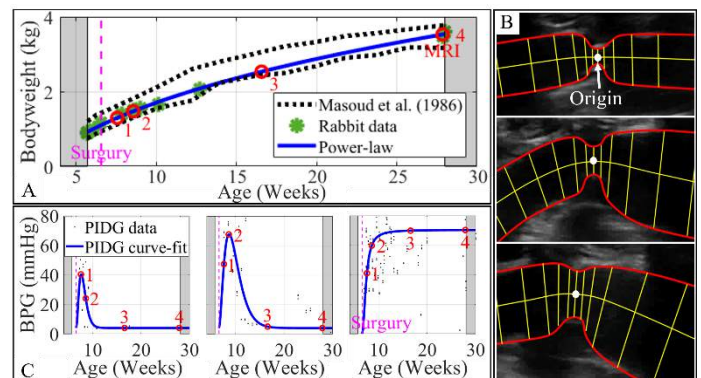 Bodyweight (kg)
4
2
0
Surgury
1
2
3
4
MRI
Masoud et al. (1986)
Rabbit data
Power-law
A
5 10 15 20 25 30
Age (Weeks)
B
Origin
BPG (mmHg)
80
60
40
20
0
PIDG data
PIDG curve-fit
1
2
3
4
10 20 30
Age (Weeks)
2
1
3
4
10 20 30
Age (Weeks)
3
4
2
1
Surgury
10 20 30
Age (Weeks)
C